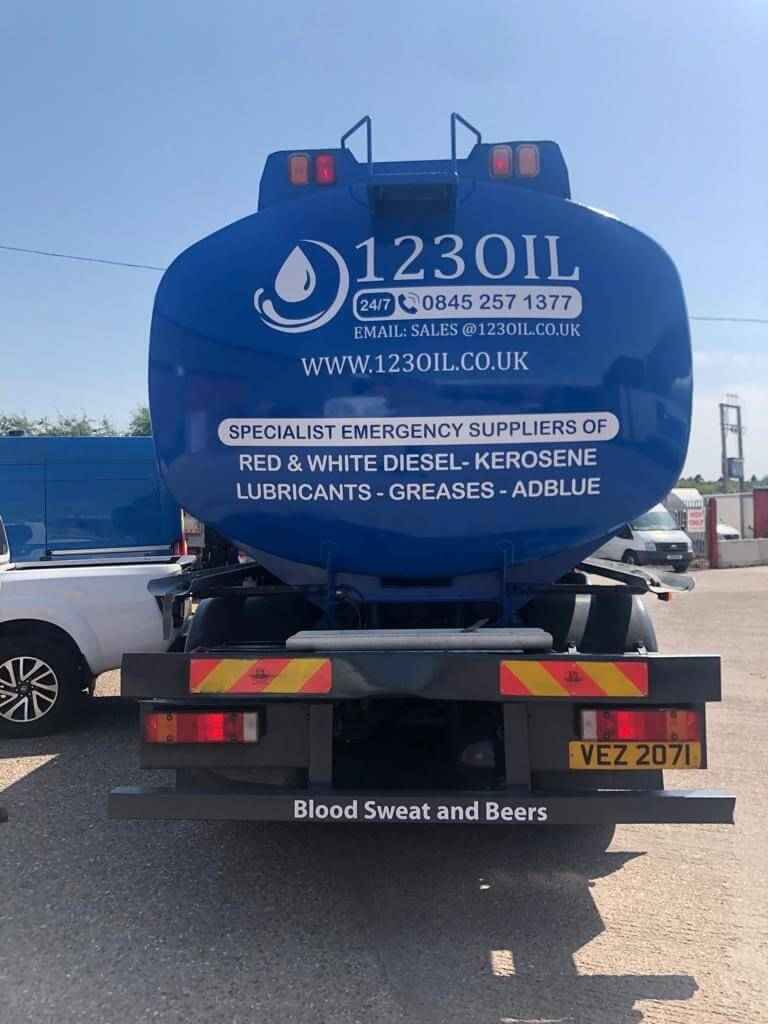 123OIL
24/7 0845 257 1377
EMAIL: SALES @123OIL.CO.UK
WWW.123OIL.CO.UK
SPECIALIST EMERGENCY SUPPLIERS OF
RED & WHITE DIESEL- KEROSENE
LUBRICANTS - GREASES - ADBLUE
VEZ 2071
Blood Sweat and Beers